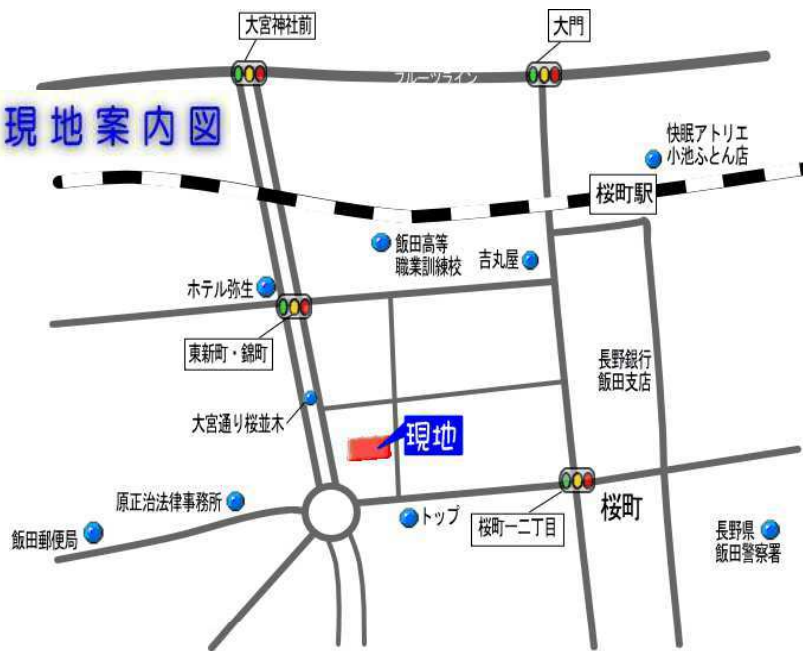 大宮神社前
大門
フルーツライン
現地案内図
快眠アトリエ
小池ふとん店
桜町駅
飯田高等
職業訓練校
吉丸屋
ホテル弥生
東新町・錦町
長野銀行
飯田支店
大宮通り桜並木
現地
原正治法律事務所
トップ
桜町一二丁目
桜町
飯田郵便局
長野県
飯田警察署